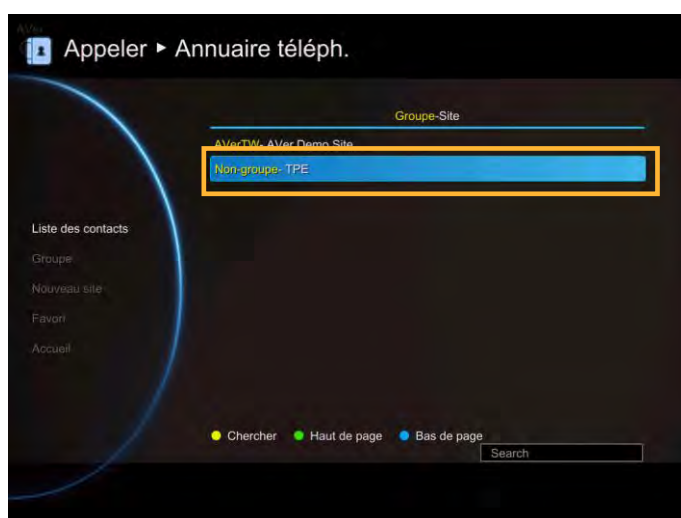 AVer
Appeler ► Annuaire téléph.
Groupe-Site
AVerTW- AVer Demo Site
Non-groupe- TPE
Liste des contacts
Groupe
Nouveau site
Favori
Accueil
Chercher Haut de page Bas de page
Search